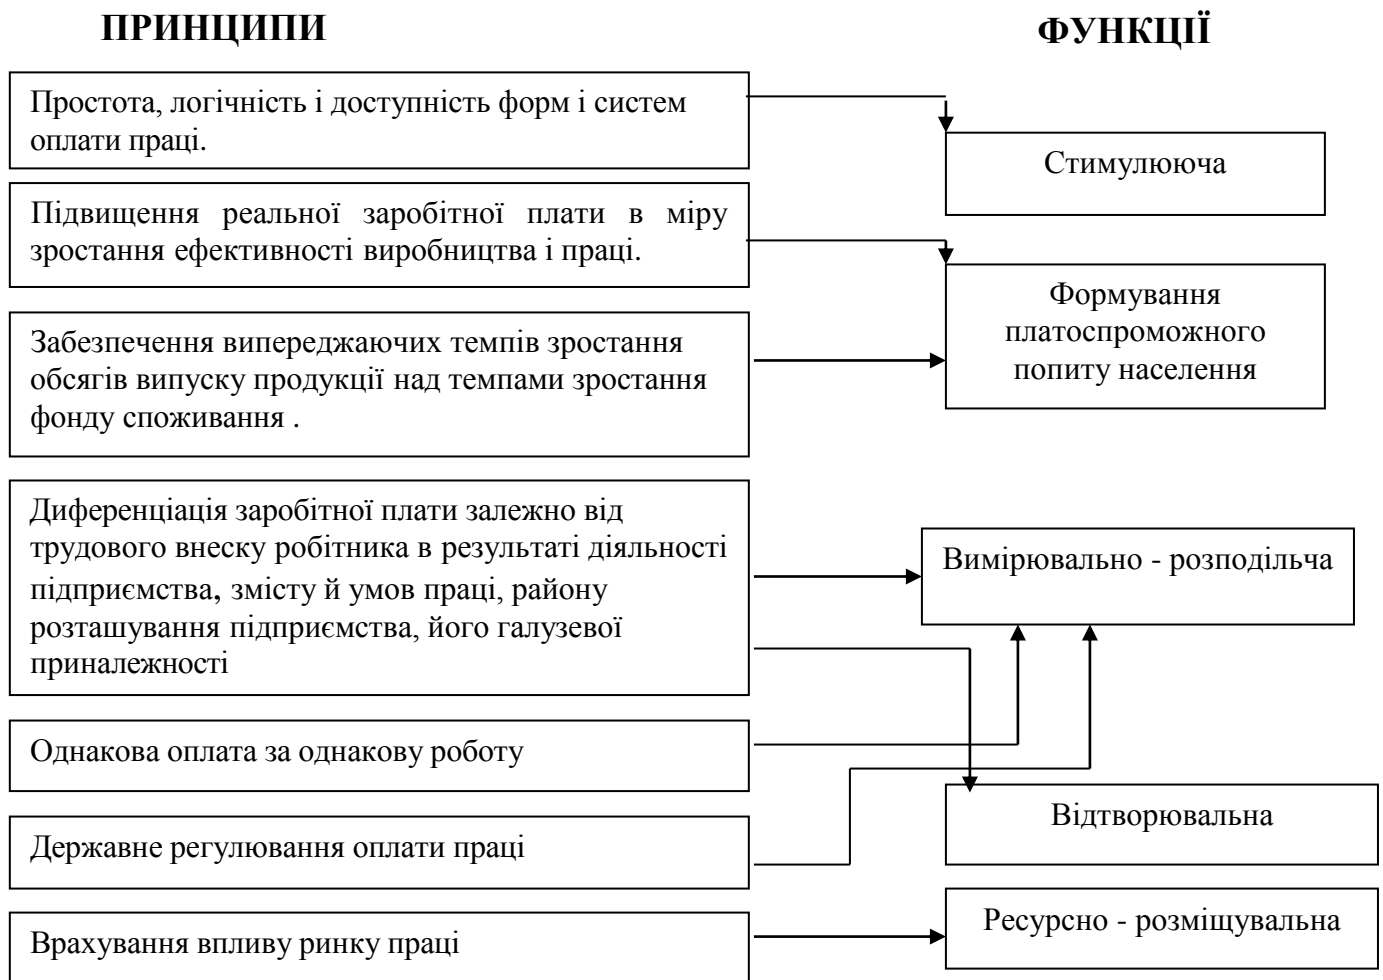 ПРИНЦИПИ
ФУНКЦІЇ
Простота, логічність і доступність форм і систем
оплати праці.
Стимулююча
Підвищення реальної заробітної плати в міру
зростання ефективності виробництва і праці.
Формування
платоспроможного
попиту населення
Забезпечення випереджаючих темпів зростання
обсягів випуску продукції над темпами зростання
фонду споживання .
Диференціація заробітної плати залежно від
трудового внеску робітника в результаті діяльності
підприємства, змісту й умов праці, району
розташування підприємства, його галузевої
приналежності
Вимірювально - розподільча
Однакова оплата за однакову роботу
Відтворювальна
Державне регулювання оплати праці
Ресурсно - розміщувальна
Врахування впливу ринку праці